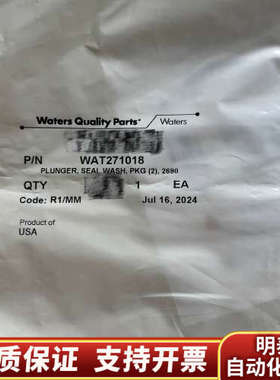 Waters Quality Parts™ Waters
P/N WAT271018
PLUNGER, SEAL WASH, PKG (2), 2690
QTY 1 EA
Code: R1/MM Jul 16, 2024
Product of
USA
质保证 支持开票
明
自动化